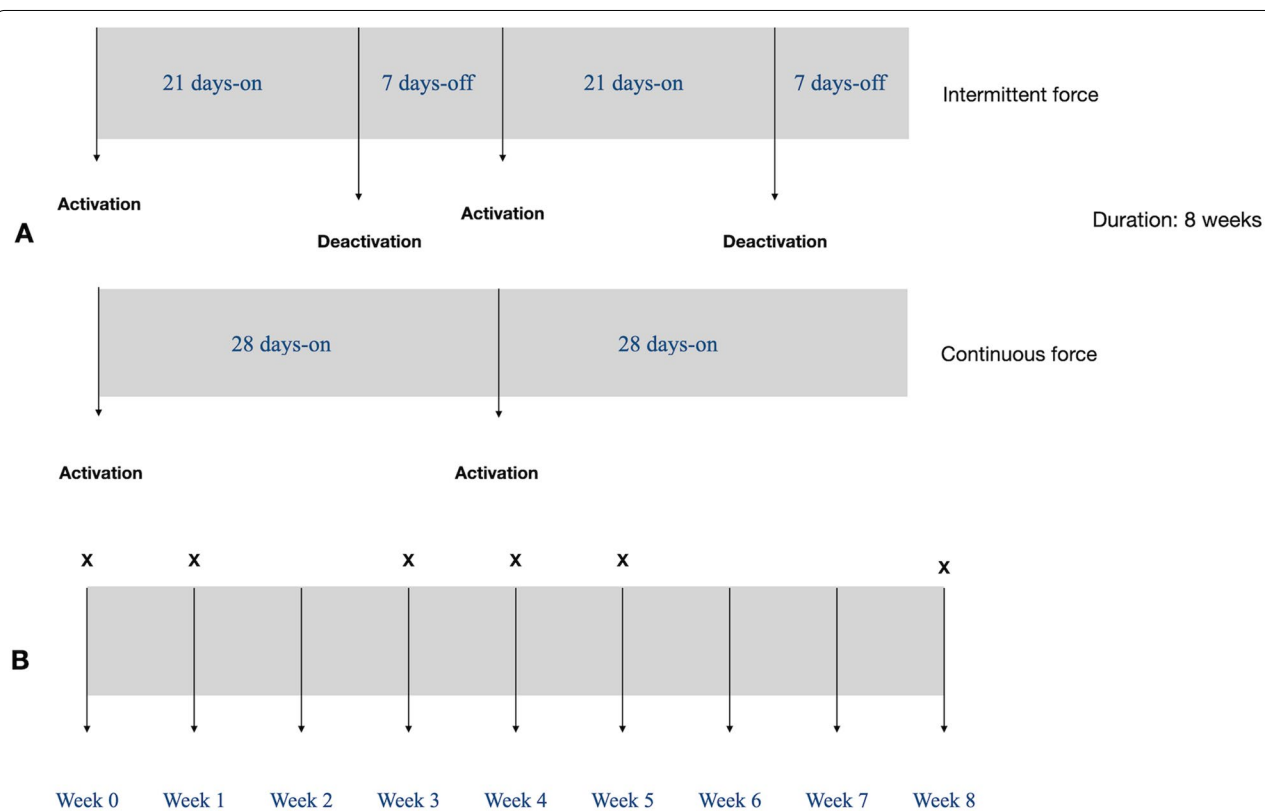 21 days-on
7 days-off
21 days-on
7 days-off
Intermittent force
Activation
Deactivation
Activation
Deactivation
A
Duration: 8 weeks
28 days-on
28 days-on
Continuous force
Activation
Activation
x
x
x
x
x
x
B
Week 0
Week 1
Week 2
Week 3
Week 4
Week 5
Week 6
Week 7
Week 8